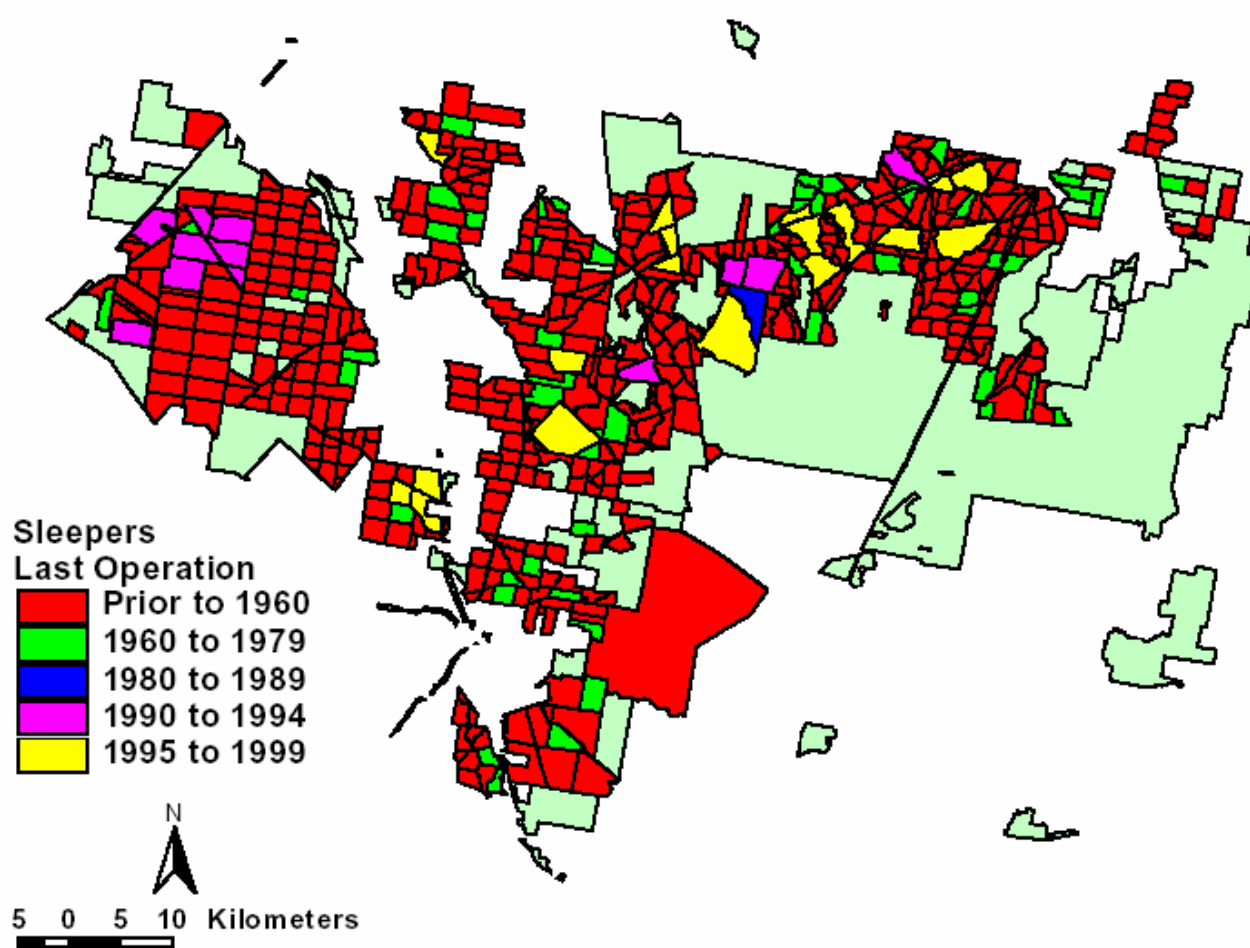 Sleepers
Last Operation
Prior to 1960
1960 to 1979
1980 to 1989
1990 to 1994
1995 to 1999
N
5 0 5 10 Kilometers